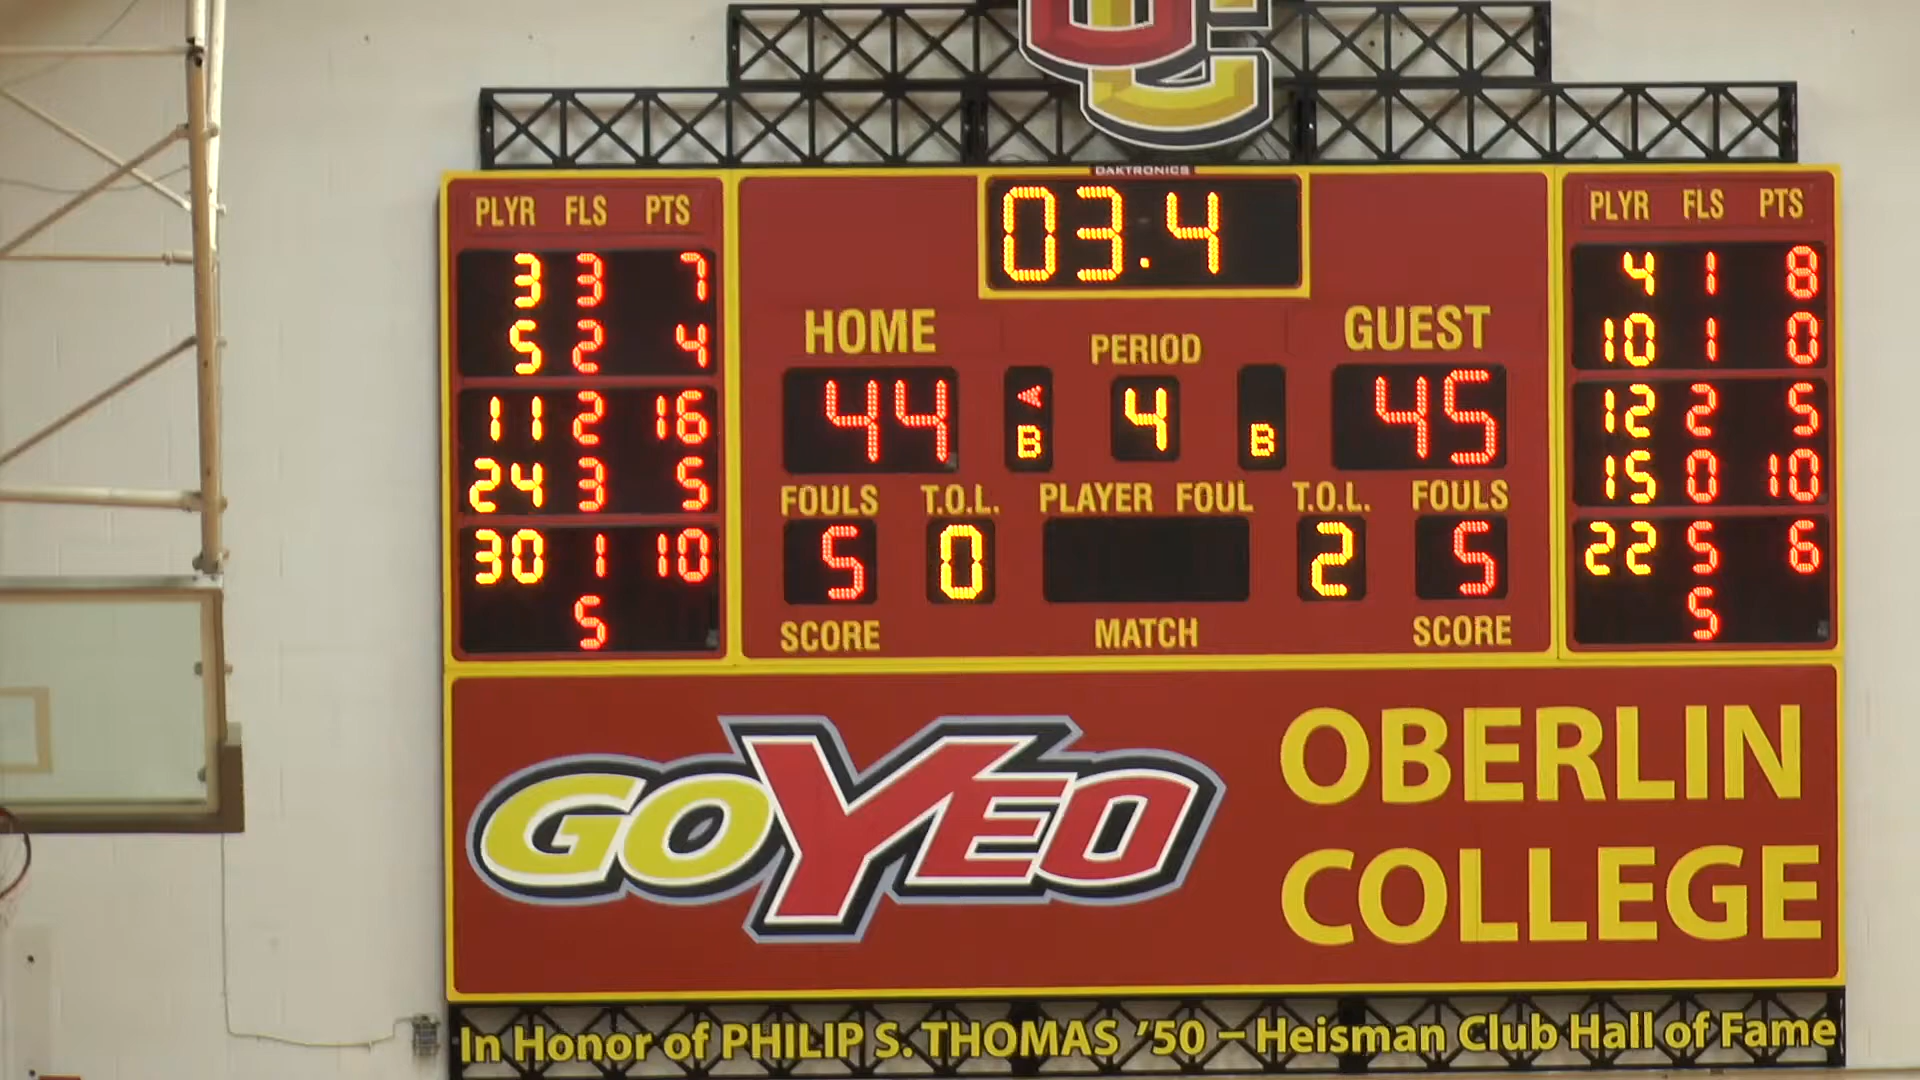 OC
DAKTRONICS
PLYR FLS PTS
03.4
PLYR FLS PTS
3 3 7
5 2 4
11 2 16
24 3 5
30 1 10
5
HOME PERIOD GUEST
44 B 4 B 45
FOULS T.O.L. PLAYER FOUL T.O.L. FOULS
5 0 2 5
SCORE MATCH SCORE
4 1 8
10 1 0
12 2 5
15 0 10
22 5 6
5
GOYEO
OBERLIN
COLLEGE
In Honor of PHILIP S. THOMAS '50 – Heisman Club Hall of Fame